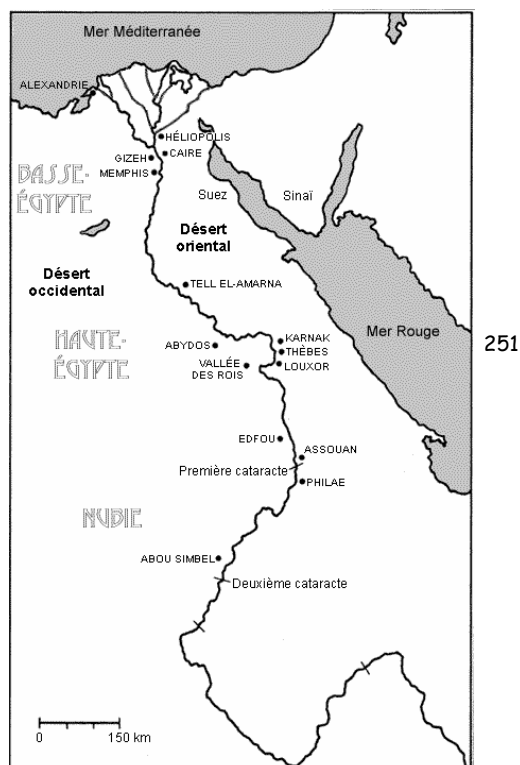 Mer Méditerranée
ALEXANDRIE
HÉLIOPOLIS
CAIRE
GIZEH
MEMPHIS
BASSE-
ÉGYPTE
Suez
Sinaï
Désert
oriental
Désert
occidental
TELL EL-AMARNA
Mer Rouge
HAUTE-
ÉGYPTE
ABYDOS
KARNAK
THÈBES
LOUXOR
VALLÉE
DES ROIS
251
EDFOU
ASSOUAN
Première cataracte
PHILAE
NUBIE
ABOU SIMBEL
Deuxième cataracte
0 150 km